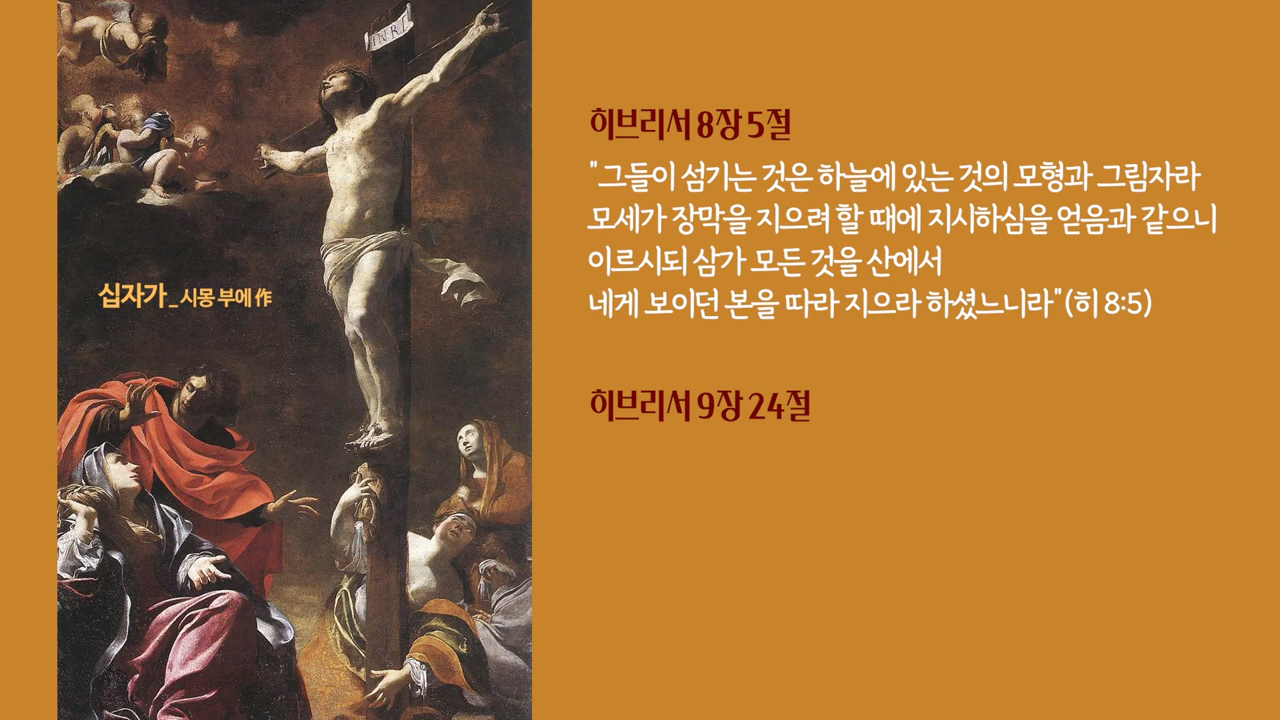 I.N.R.I.
십자가 _ 시몽 부에 作
히브리서 8장 5절
"그들이 섬기는 것은 하늘에 있는 것의 모형과 그림자라
모세가 장막을 지으려 할 때에 지시하심을 얻음과 같으니
이르시되 삼가 모든 것을 산에서
네게 보이던 본을 따라 지으라 하셨느니라"(히 8:5)
히브리서 9장 24절